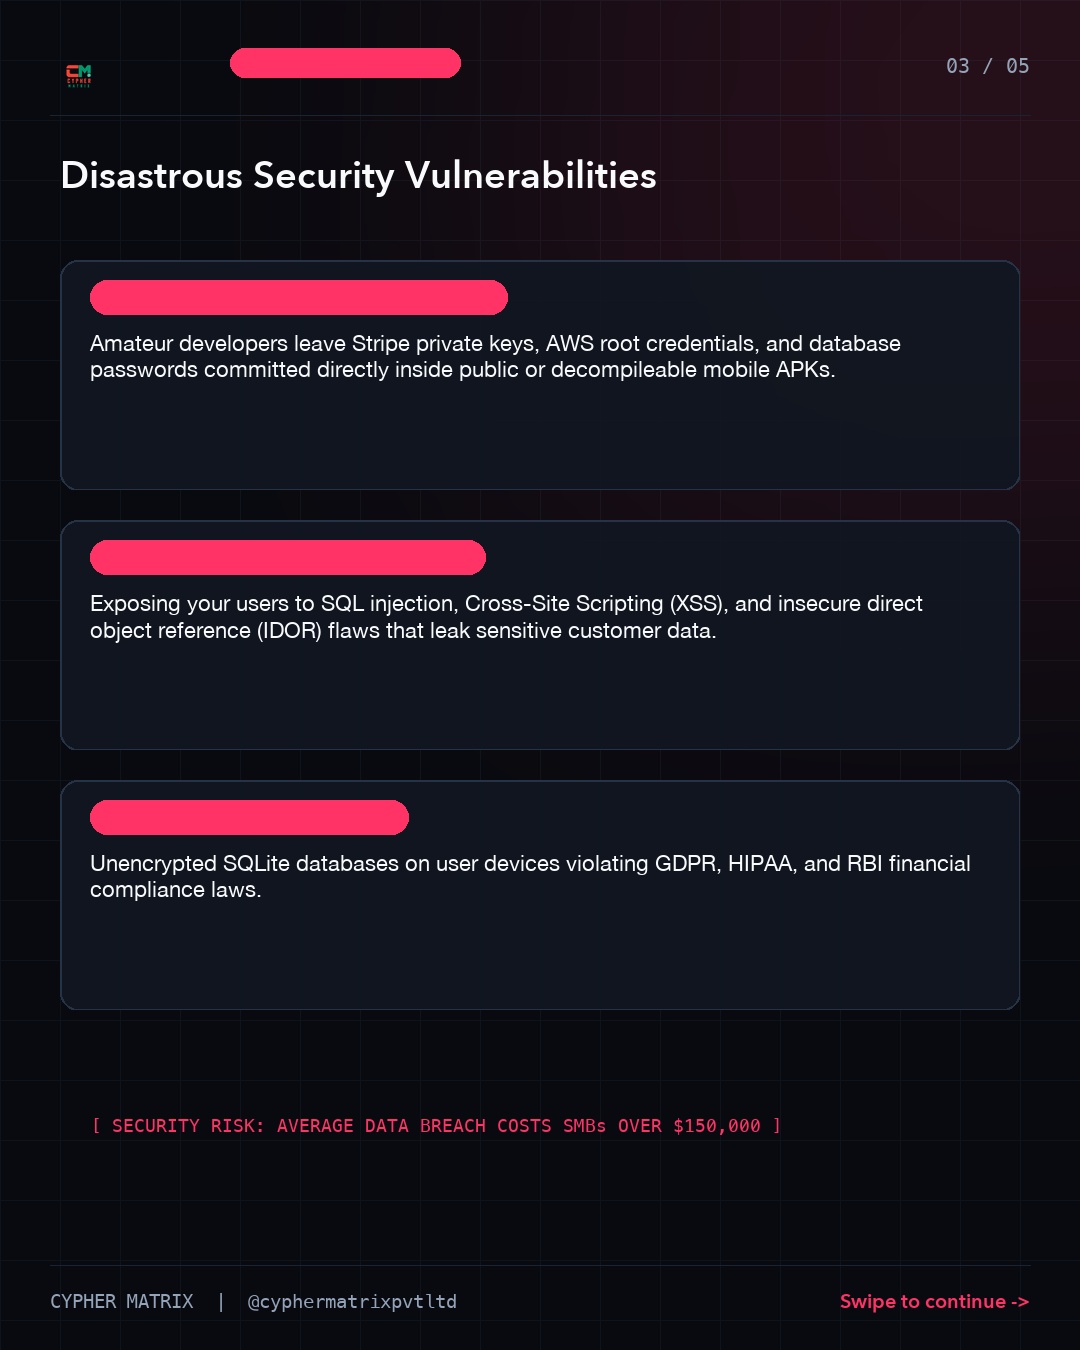 CM
CYPHER
MATRIX
03 / 05
Disastrous Security Vulnerabilities
Amateur developers leave Stripe private keys, AWS root credentials, and database
passwords committed directly inside public or decompileable mobile APKs.
Exposing your users to SQL injection, Cross-Site Scripting (XSS), and insecure direct
object reference (IDOR) flaws that leak sensitive customer data.
Unencrypted SQLite databases on user devices violating GDPR, HIPAA, and RBI financial
compliance laws.
[ SECURITY RISK: AVERAGE DATA BREACH COSTS SMBs OVER $150,000 ]
CYPHER MATRIX | @cyphermatrixpvtltd
Swipe to continue ->